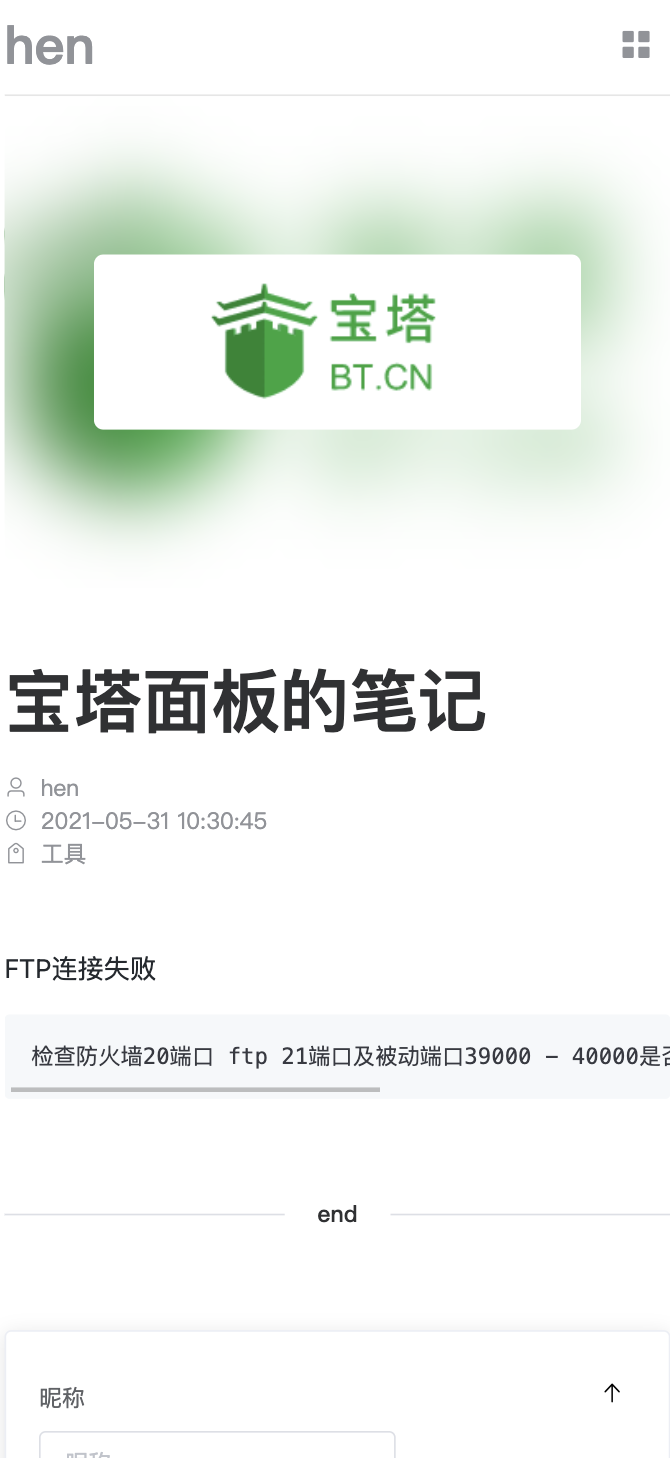 hen
宝塔
BT.CN
宝塔面板的笔记
hen
2021-05-31 10:30:45
工具
FTP连接失败
检查防火墙20端口 ftp 21端口及被动端口39000 - 40000是
end
昵称
昵称